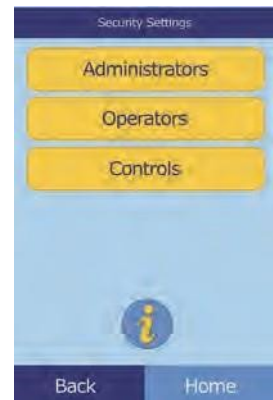 Security Settings
Administrators
Operators
Controls
i
Back Home